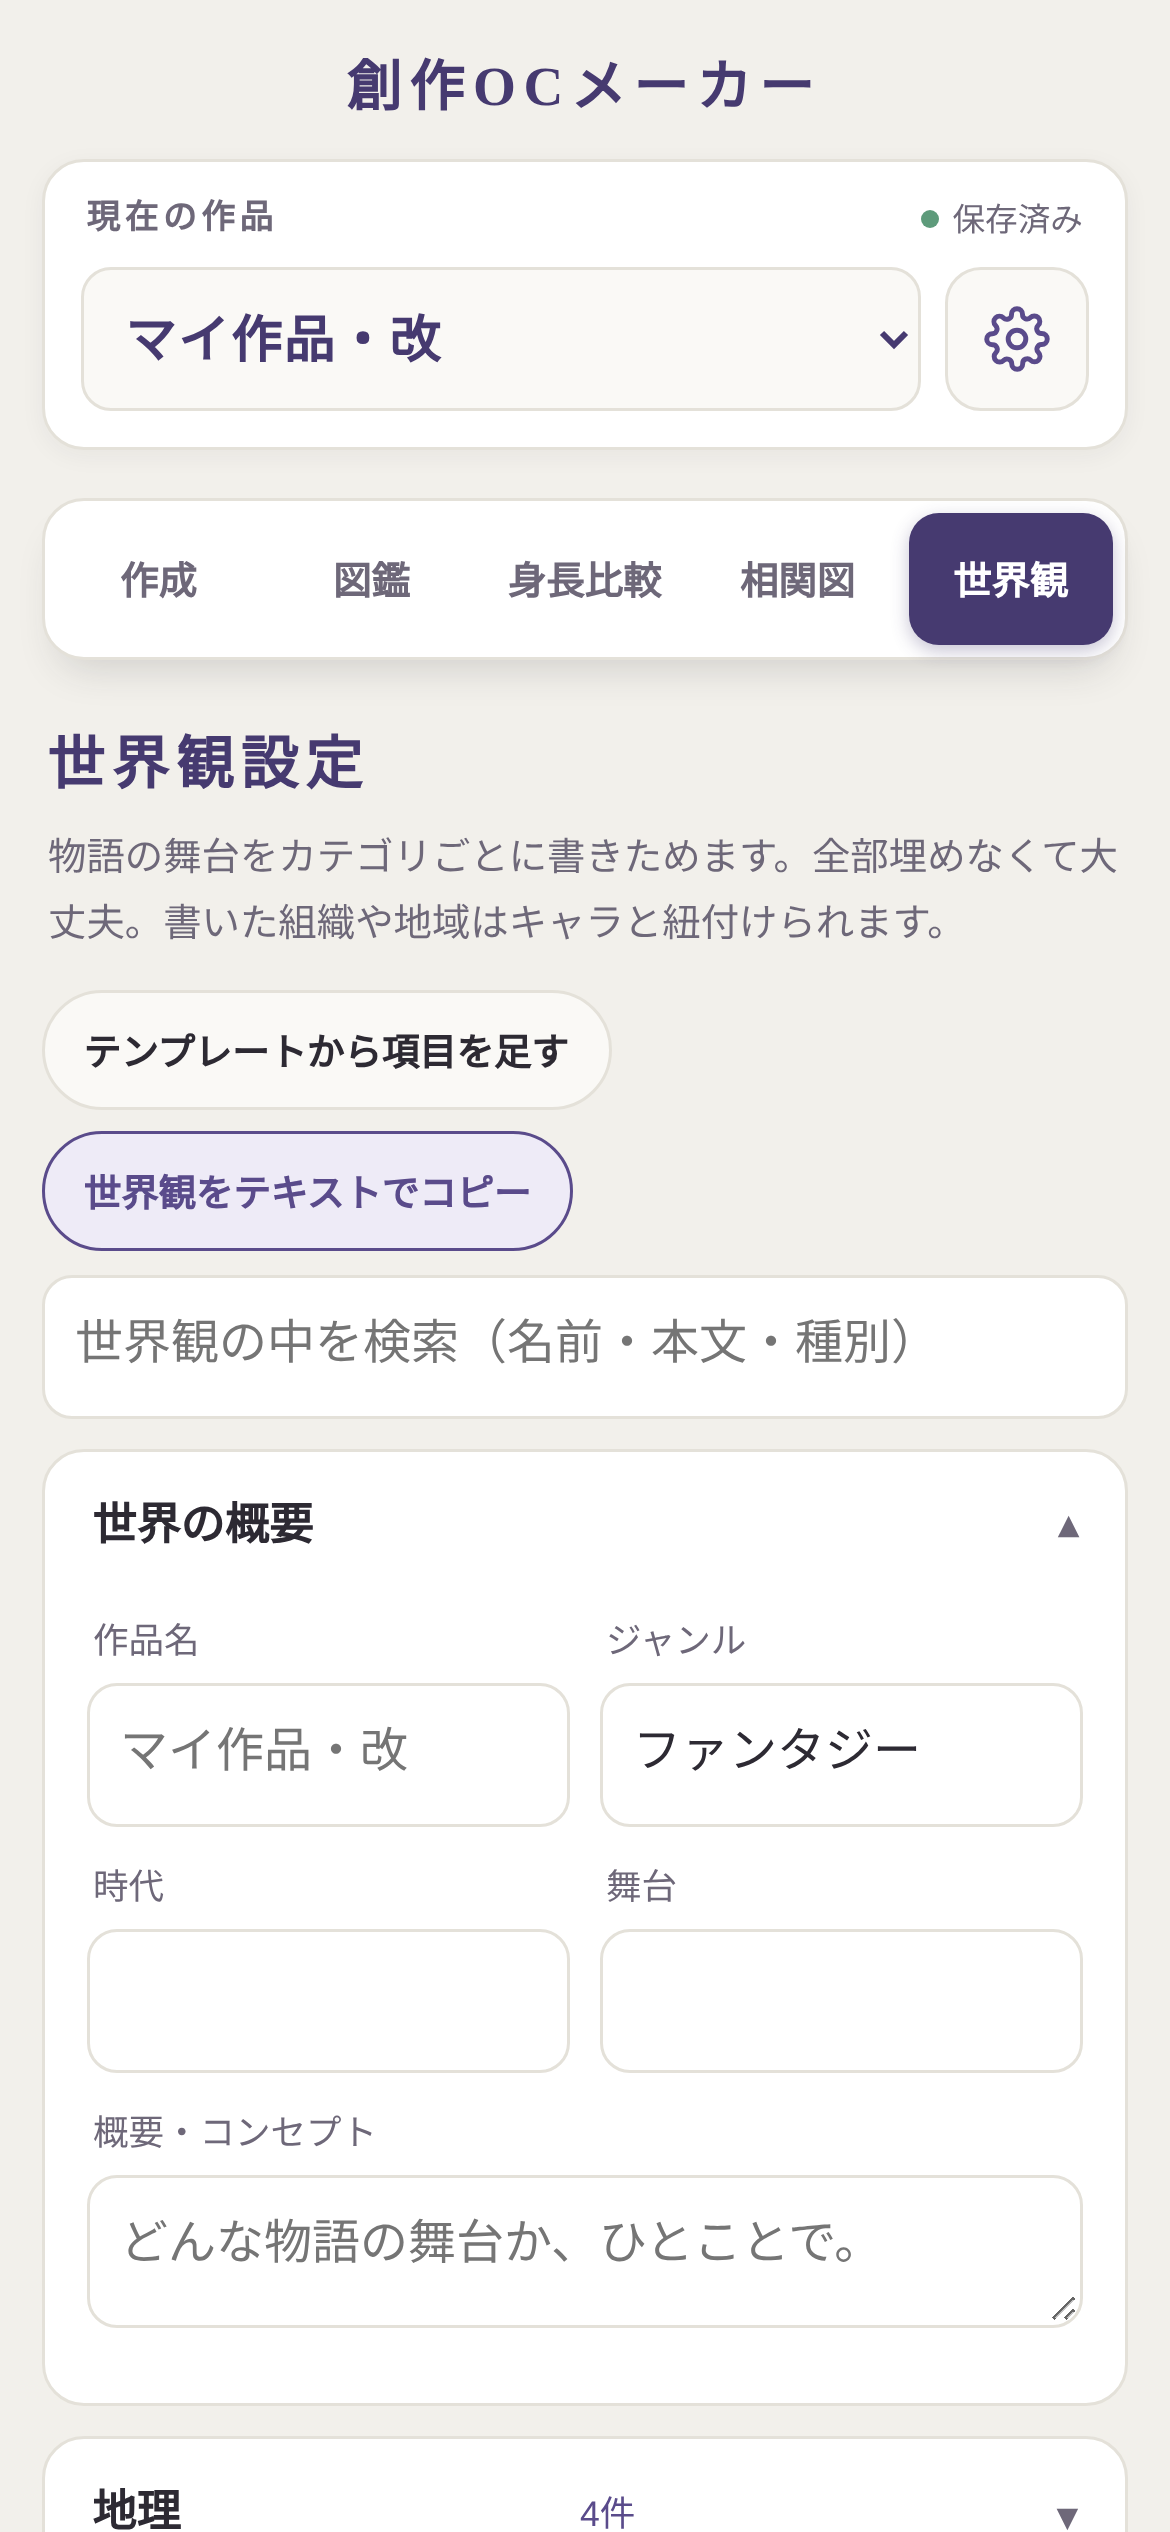 創作OCメーカー
現在の作品
保存済み
マイ作品・改
作成
図鑑
身長比較
相関図
世界観
世界観設定
物語の舞台をカテゴリごとに書きためます。全部埋めなくて大
丈夫。書いた組織や地域はキャラと紐付けられます。
テンプレートから項目を足す
世界観をテキストでコピー
世界観の中を検索（名前・本文・種別）
世界の概要
▲
作品名
ジャンル
マイ作品・改
ファンタジー
時代
舞台
概要・コンセプト
どんな物語の舞台か、ひとことで。
地理
4件
▼